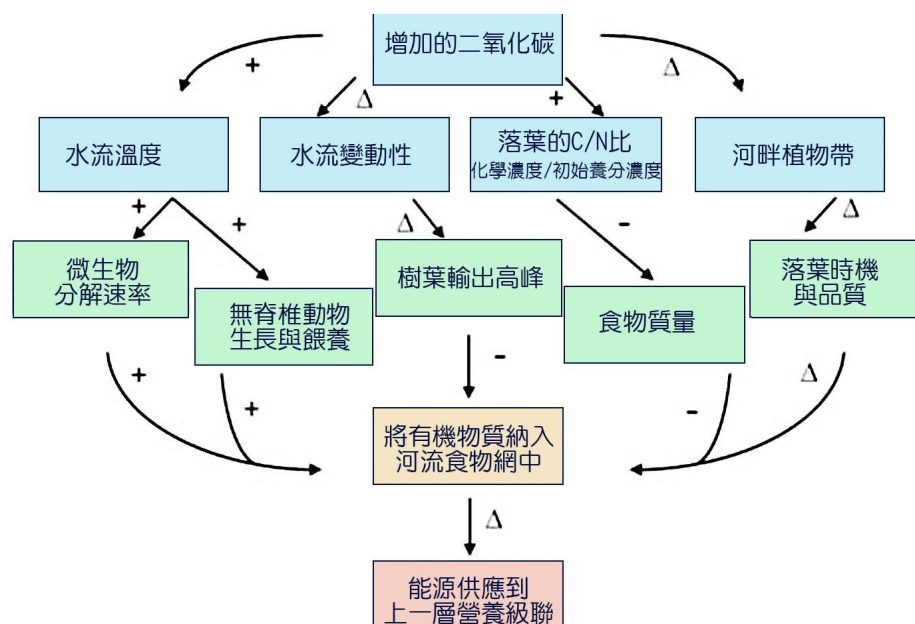 增加的二氧化碳
+
Δ
+
Δ
水流溫度
水流變動性
落葉的C/N比
化學濃度/初始養分濃度
河畔植物帶
+
+
Δ
-
Δ
微生物
分解速率
無脊椎動物
生長與餵養
樹葉輸出高峰
食物質量
落葉時機
與品質
+
+
-
-
Δ
將有機物質納入
河流食物網中
Δ
能源供應到
上一層營養級聯